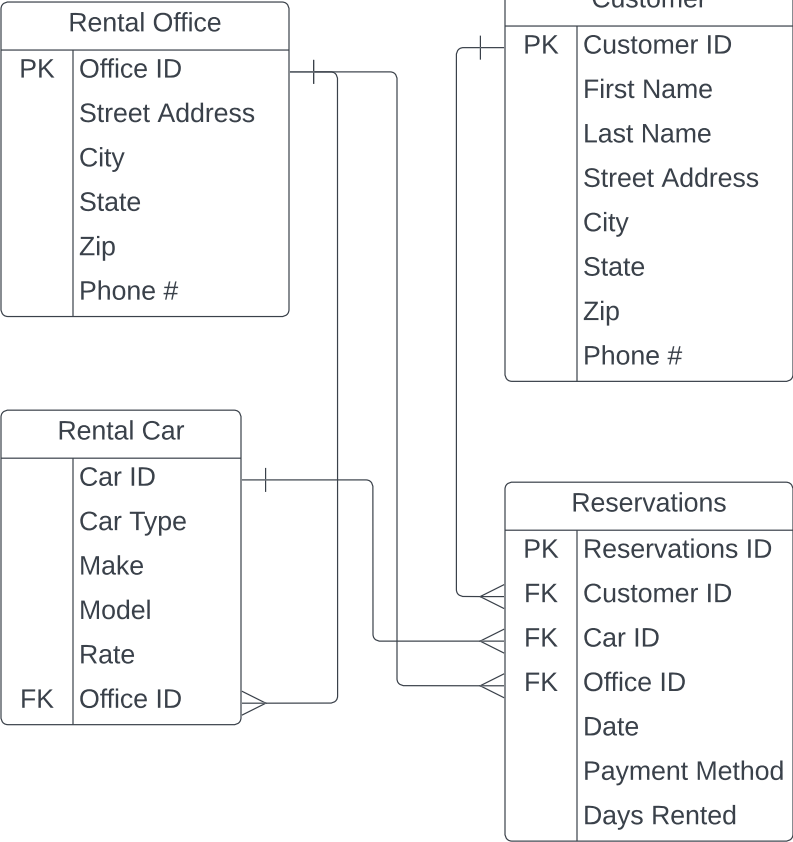 Rental Office
PK Office ID
Street Address
City
State
Zip
Phone #
Customer
PK Customer ID
First Name
Last Name
Street Address
City
State
Zip
Phone #
Rental Car
Car ID
Car Type
Make
Model
Rate
FK Office ID
Reservations
PK Reservations ID
FK Customer ID
FK Car ID
FK Office ID
Date
Payment Method
Days Rented